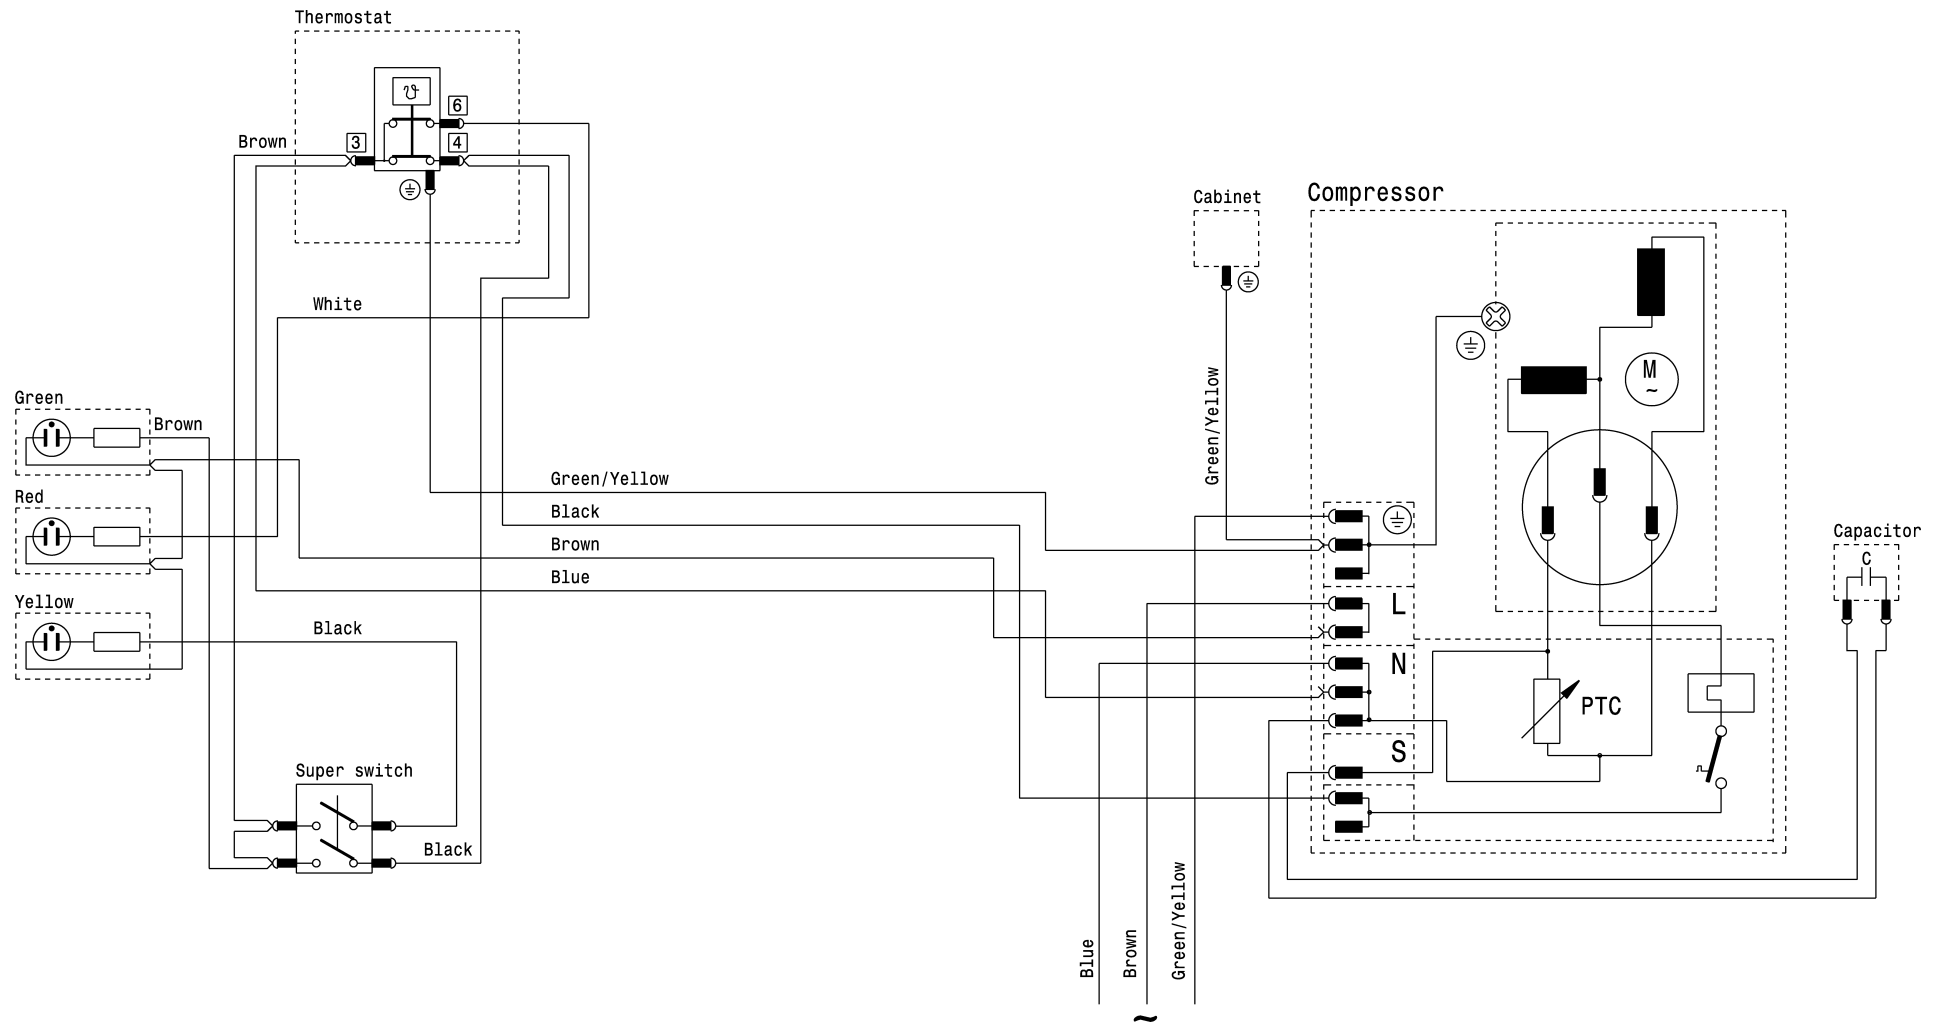 Thermostat
ϑ
6
3
4
Brown
White
Green
Brown
Red
Yellow
Black
Super switch
Black
Green/Yellow
Black
Brown
Blue
Cabinet
Green/Yellow
Compressor
M
~
L
N
S
PTC
Capacitor
C
Blue
Brown
Green/Yellow
~